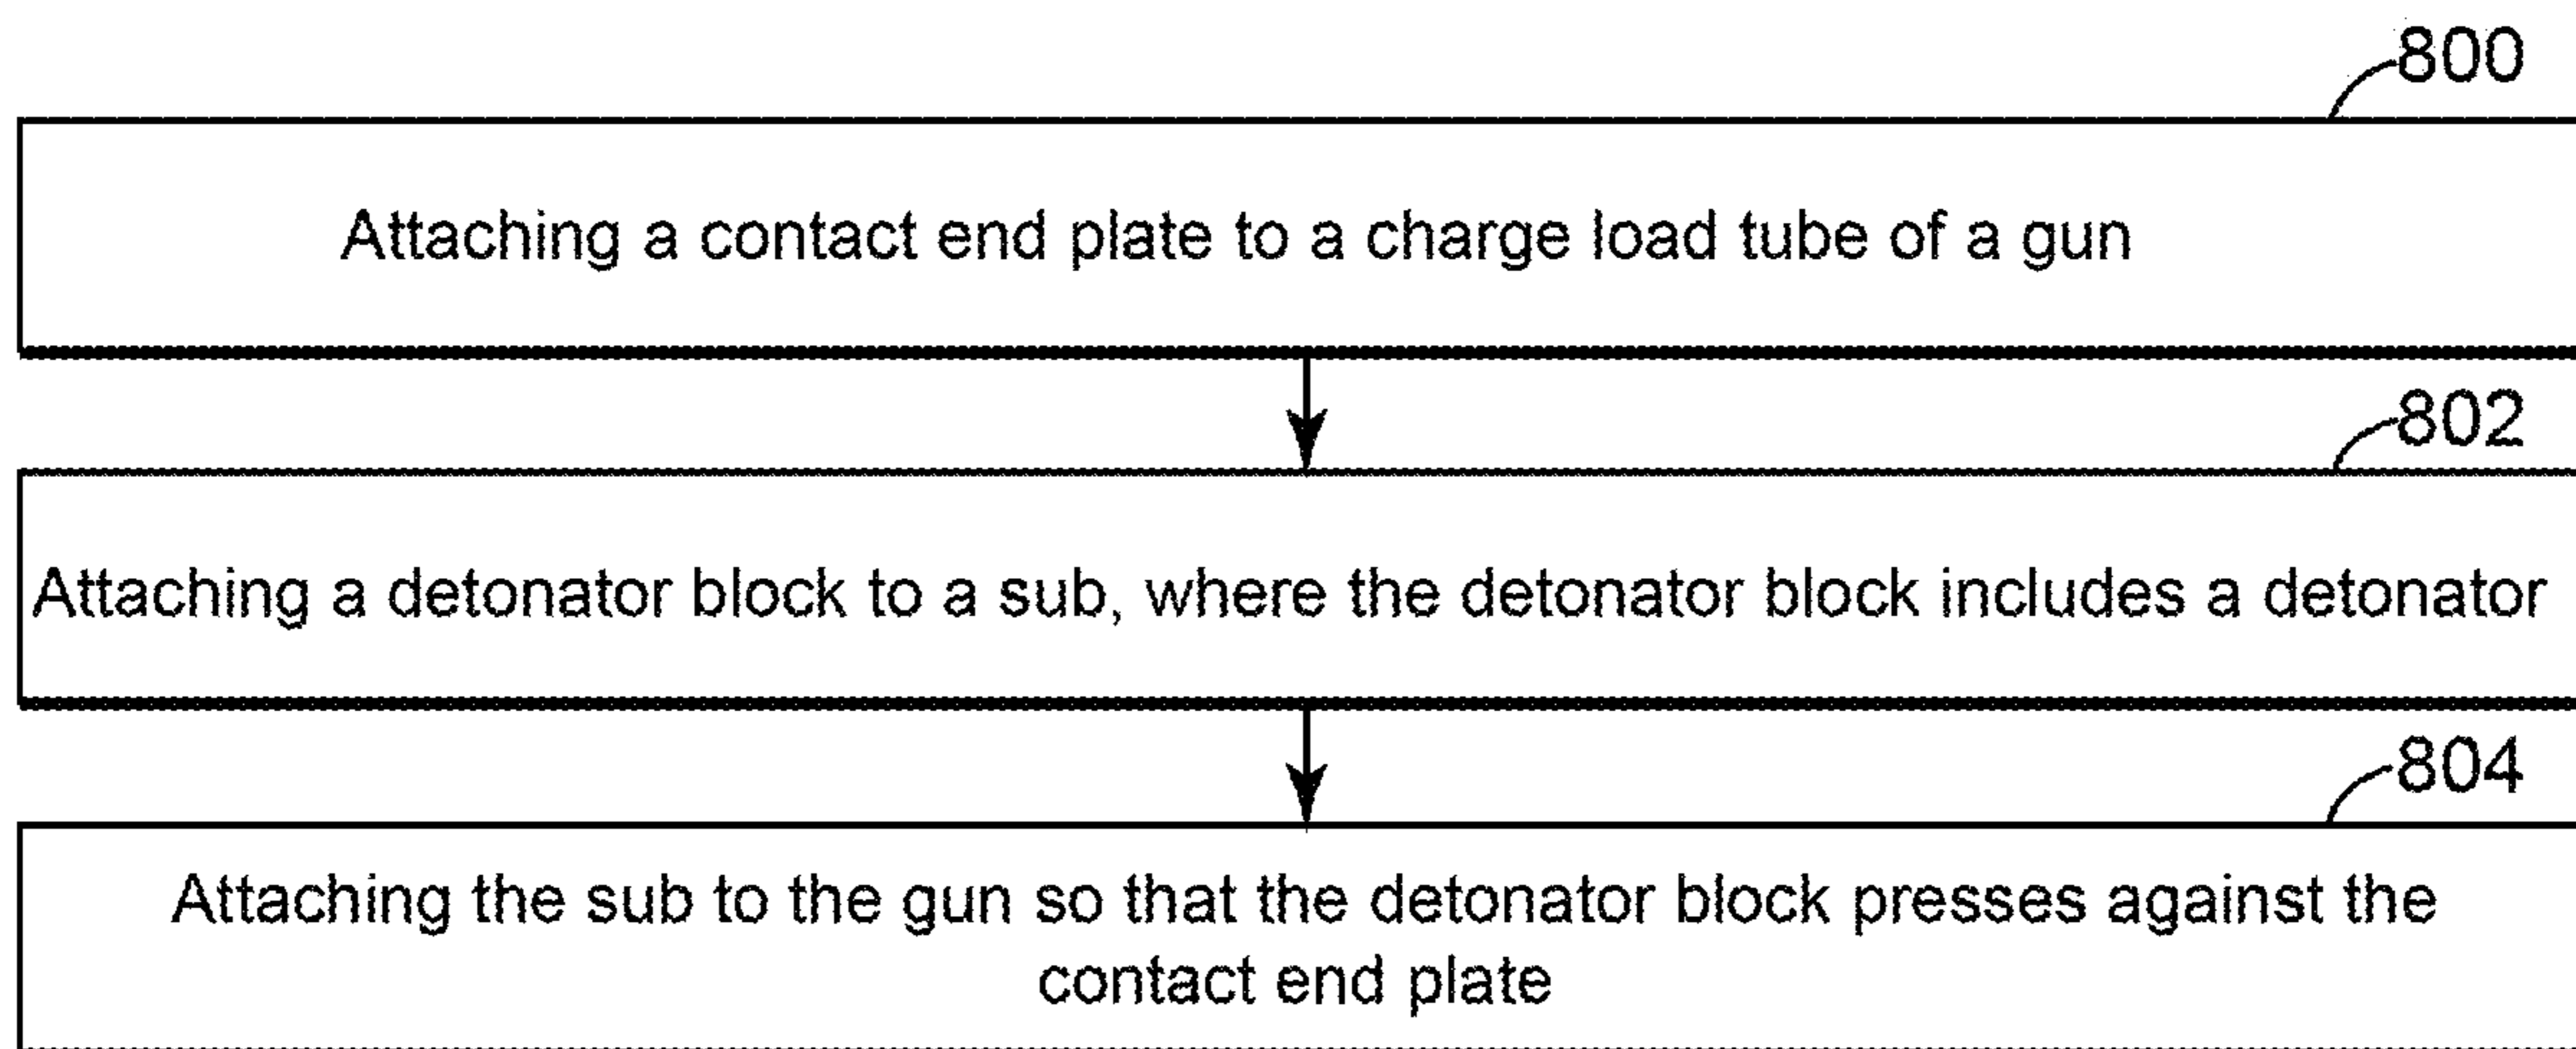 800
Attaching a contact end plate to a charge load tube of a gun
802
Attaching a detonator block to a sub, where the detonator block includes a detonator
804
Attaching the sub to the gun so that the detonator block presses against the
contact end plate